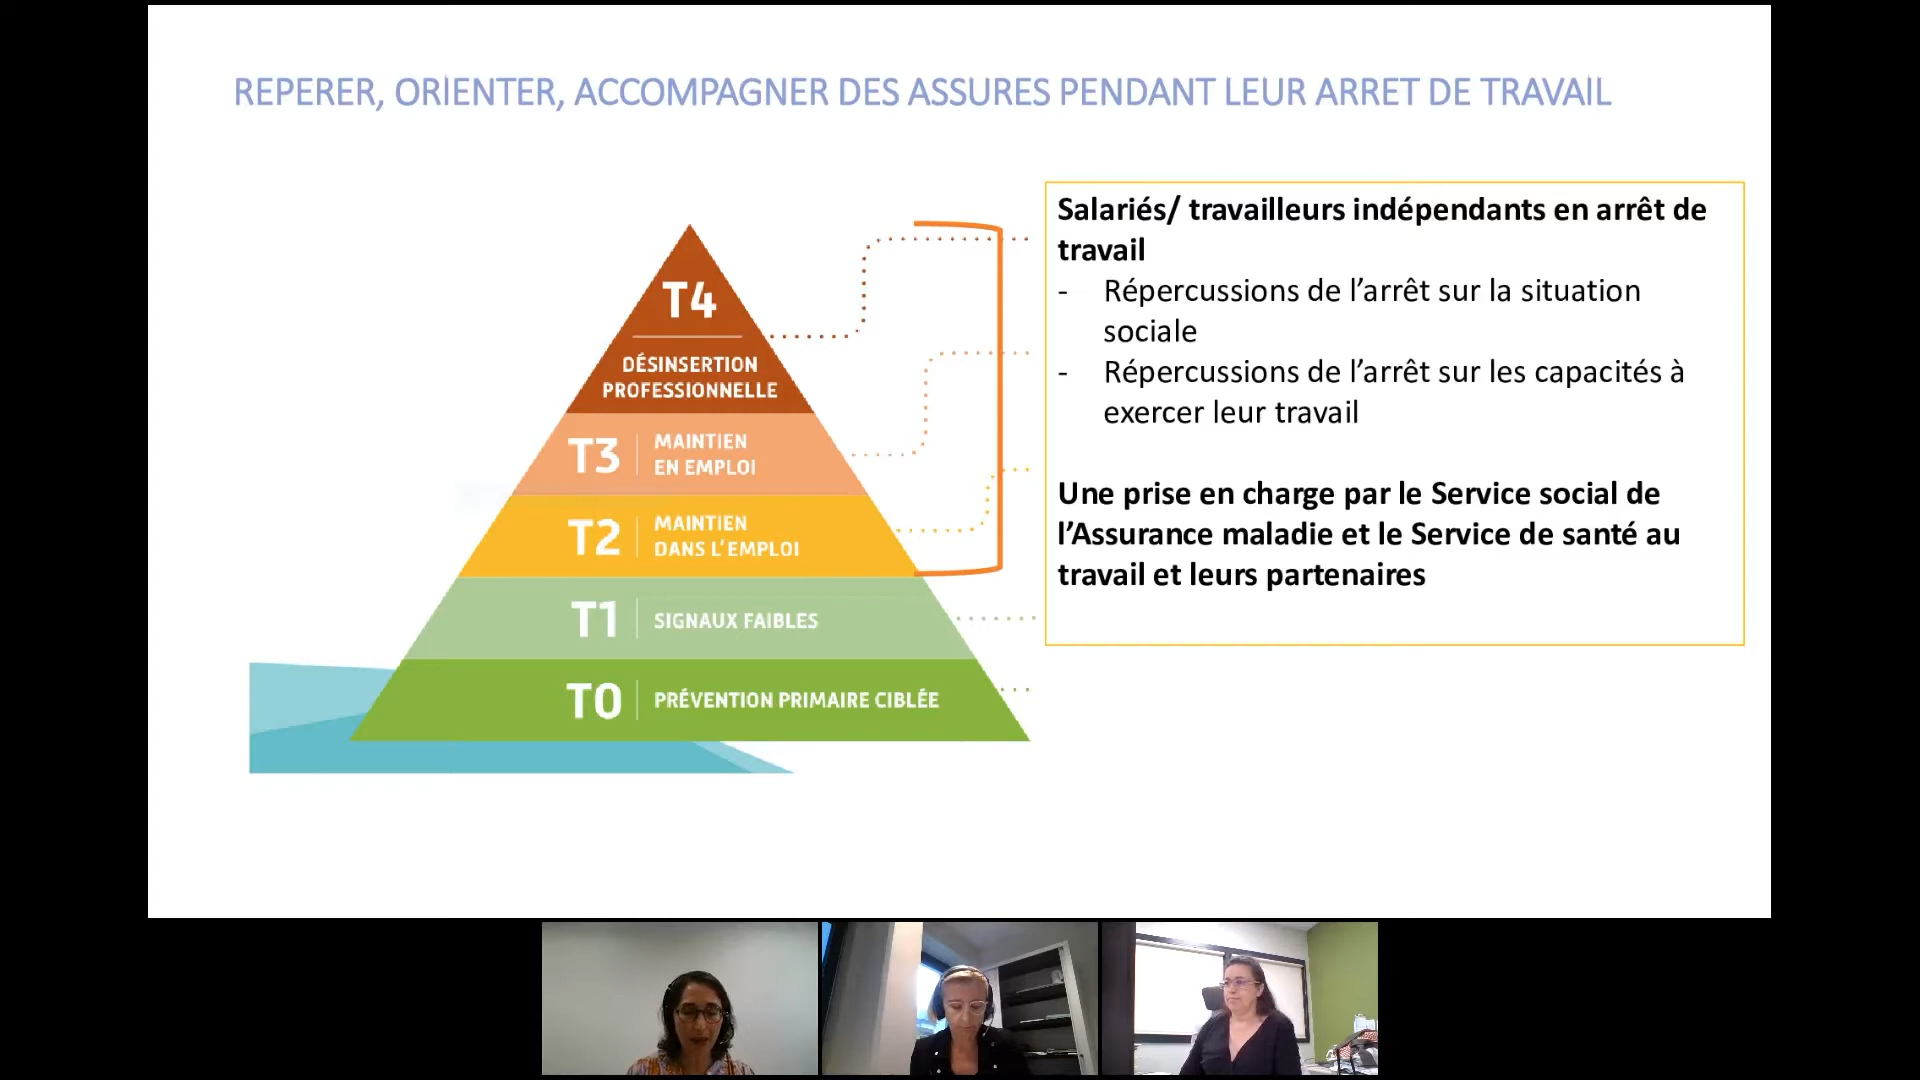 REPERER, ORIENTER, ACCOMPAGNER DES ASSURES PENDANT LEUR ARRET DE TRAVAIL
T4
DÉSINSERTION
PROFESSIONNELLE
T3
MAINTIEN
EN EMPLOI
T2
MAINTIEN
DANS L'EMPLOI
T1
SIGNAUX FAIBLES
T0
PRÉVENTION PRIMAIRE CIBLÉE
Salariés/ travailleurs indépendants en arrêt de
travail
- Répercussions de l’arrêt sur la situation
sociale
- Répercussions de l’arrêt sur les capacités à
exercer leur travail
Une prise en charge par le Service social de
l’Assurance maladie et le Service de santé au
travail et leurs partenaires